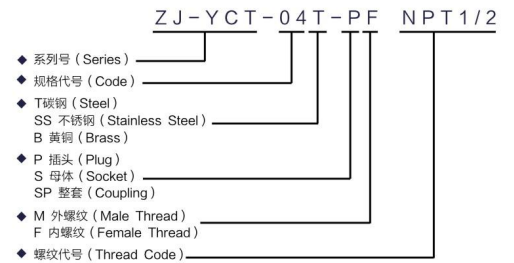 ZJ-YCT-04T-PF NPT1/2
◆ 系列号 (Series)
◆ 规格代号 (Code)
◆ T碳钢 (Steel)
SS 不锈钢 (Stainless Steel)
B 黄铜 (Brass)
◆ P 插头 (Plug)
S 母体 (Socket)
SP 整套 (Coupling)
◆ M 外螺纹 (Male Thread)
F 内螺纹 (Female Thread)
◆ 螺纹代号 (Thread Code)